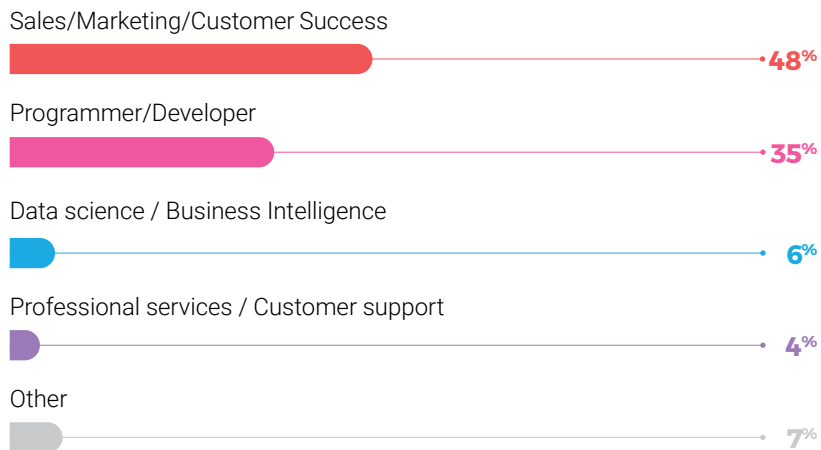 Sales/Marketing/Customer Success
48%
Programmer/Developer
35%
Data science / Business Intelligence
6%
Professional services / Customer support
4%
Other
7%